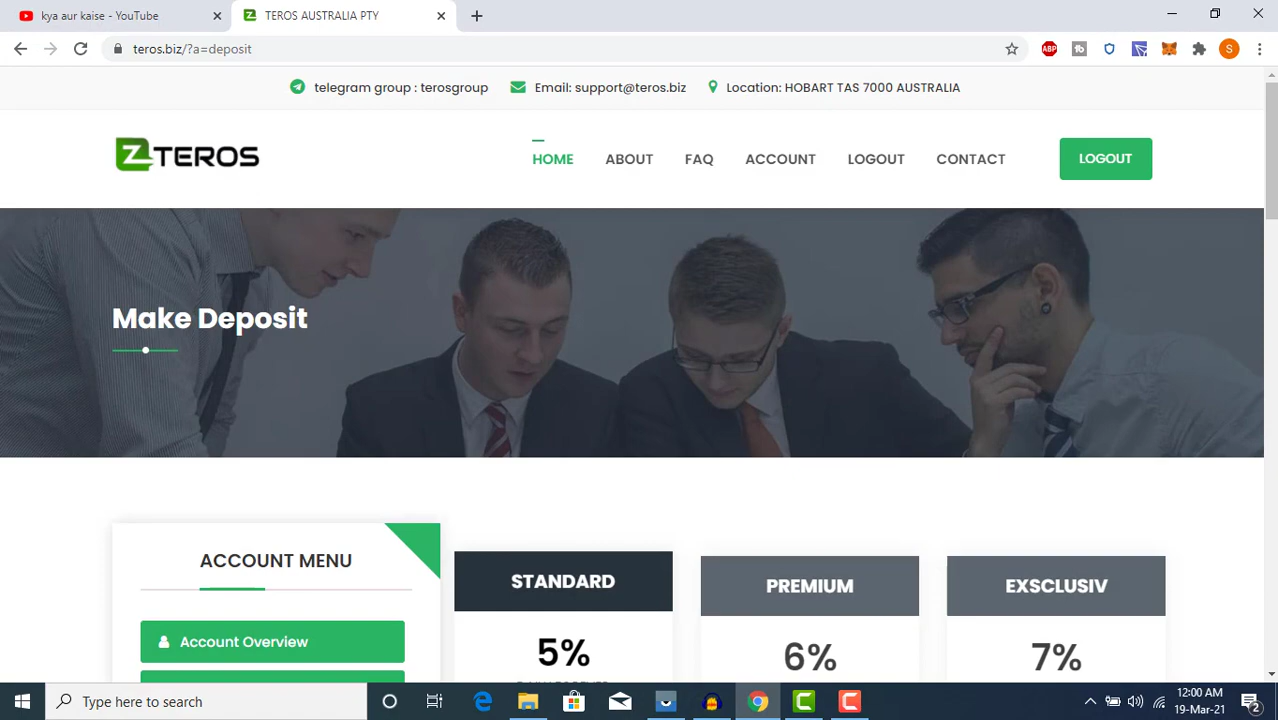 kya aur kaise - YouTube
TEROS AUSTRALIA PTY
teros.biz/?a=deposit
ABP
S
telegram group : terosgroup
Email: support@teros.biz
Location: HOBART TAS 7000 AUSTRALIA
Z TEROS
HOME
ABOUT
FAQ
ACCOUNT
LOGOUT
CONTACT
LOGOUT
Make Deposit
ACCOUNT MENU
Account Overview
STANDARD
5%
PREMIUM
6%
EXSCLUSIV
7%
Type here to search
12:00 AM
19-Mar-21
2